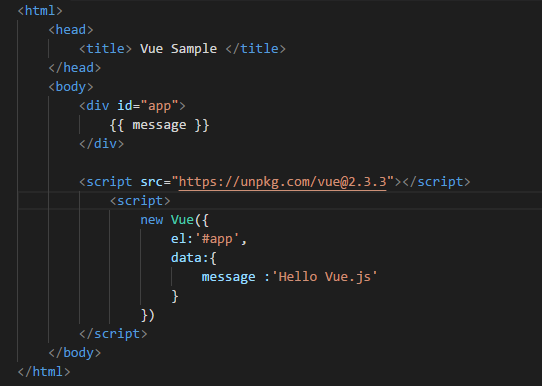 <html>
<head>
<title> Vue Sample </title>
</head>
<body>
<div id="app">
{{ message }}
</div>
<script src="https://unpkg.com/vue@2.3.3"></script>
<script>
new Vue({
el:'#app',
data:{
message :'Hello Vue.js'
}
})
</script>
</body>
</html>